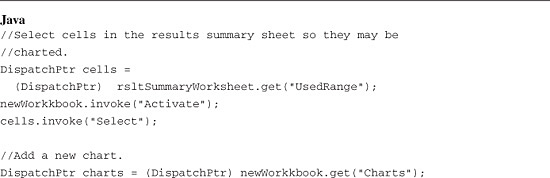 Java
//Select cells in the results summary sheet so they may be
//charted.
DispatchPtr cells =
(DispatchPtr) rsltSummaryWorksheet.get("UsedRange");
newWorkkbook.invoke("Activate");
cells.invoke("Select");
//Add a new chart.
DispatchPtr charts = (DispatchPtr) newWorkkbook.get("Charts");